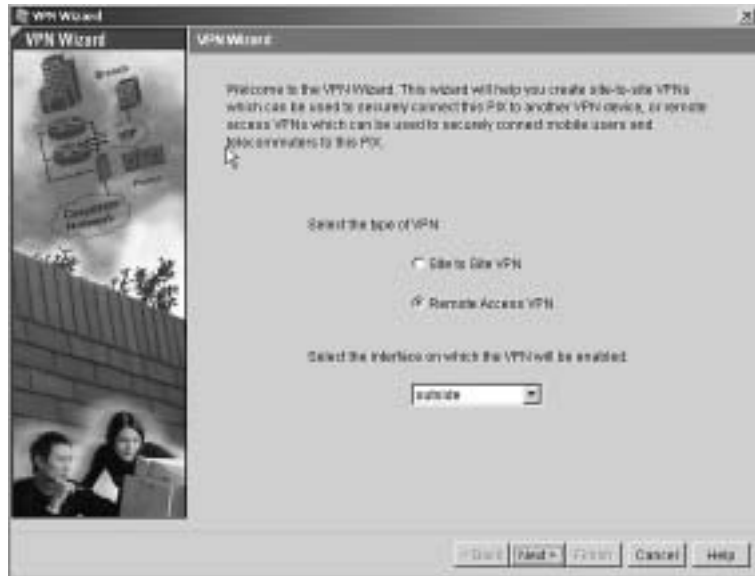 VPN Wizard
VPN Wizard
VPN Wizard
Welcome to the VPN Wizard. This wizard will help you create site-to-site VPNs
which can be used to securely connect this PIX to another VPN device, or remote
access VPNs which can be used to securely connect mobile users and
telecommuters to this PIX.
Select the type of VPN:
Site to Site VPN
Remote Access VPN
Select the interface on which the VPN will be enabled:
outside
< Back
Next >
Finish
Cancel
Help